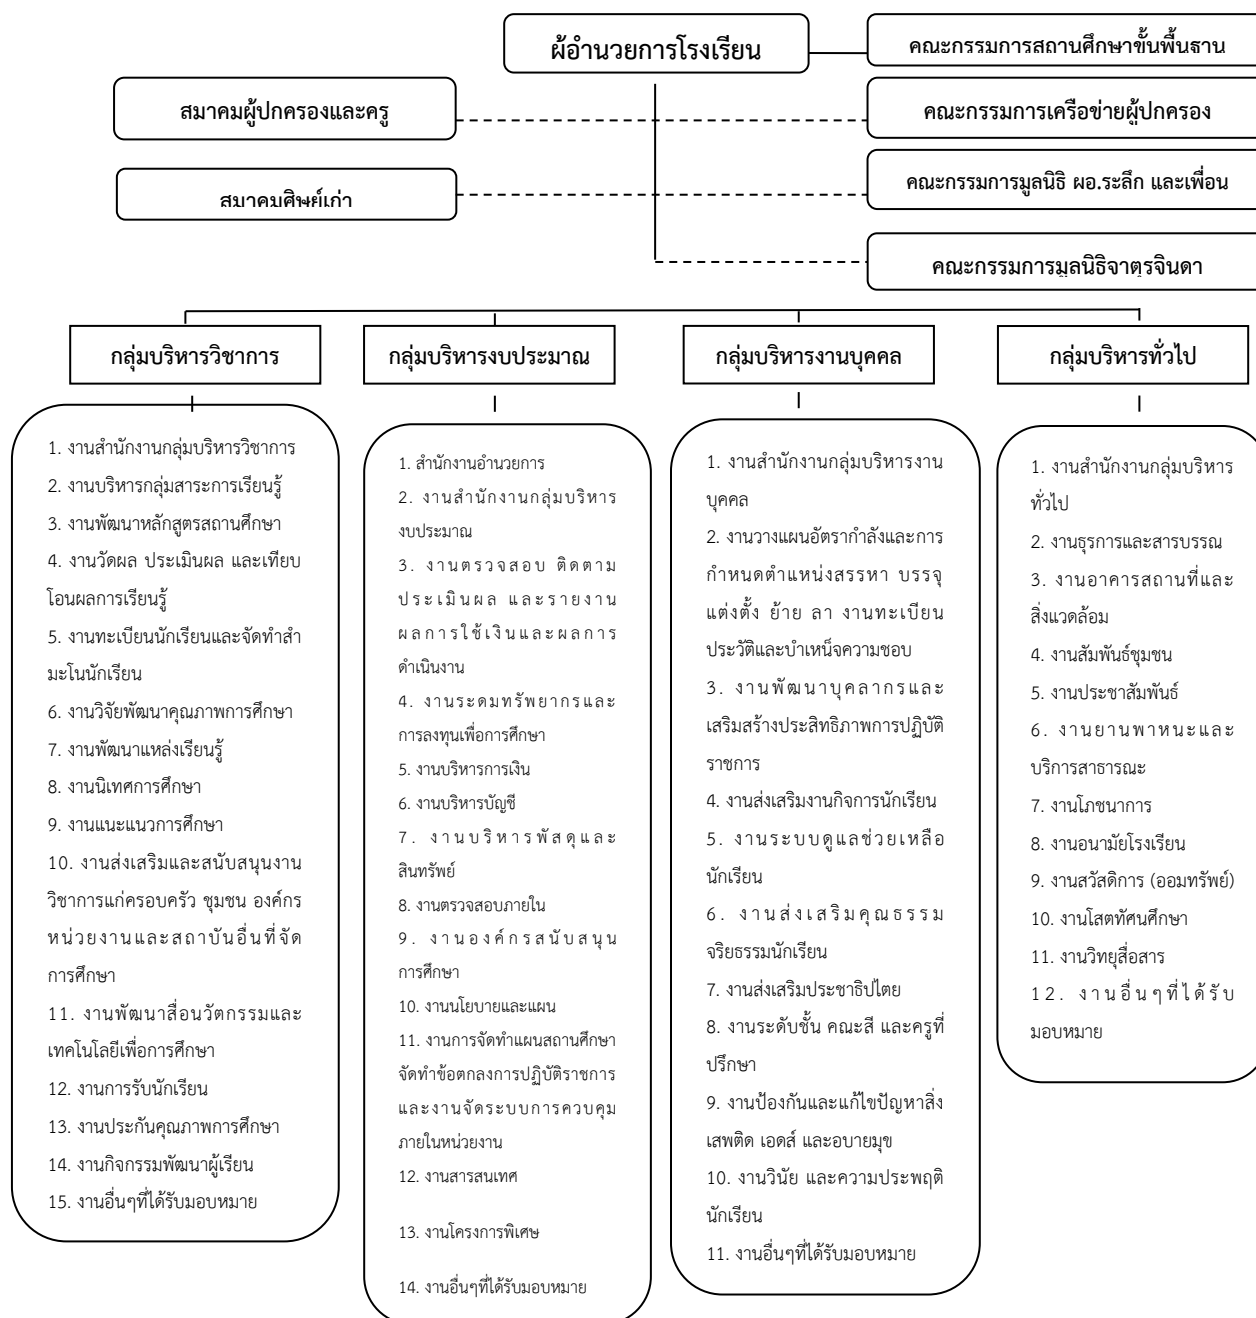 ผู้อำนวยการโรงเรียน
คณะกรรมการสถานศึกษาขั้นพื้นฐาน
สมาคมผู้ปกครองและครู
คณะกรรมการเครือข่ายผู้ปกครอง
สมาคมศิษย์เก่า
คณะกรรมการมูลนิธิ ผอ.ระลึก และเพื่อน
คณะกรรมการมูลนิธิจาตุรจินดา
กลุ่มบริหารวิชาการ
กลุ่มบริหารงบประมาณ
กลุ่มบริหารงานบุคคล
กลุ่มบริหารทั่วไป
1. งานสำนักงานกลุ่มบริหารวิชาการ
2. งานบริหารกลุ่มสาระการเรียนรู้
3. งานพัฒนาหลักสูตรสถานศึกษา
4. งานวัดผล ประเมินผล และเทียบ
โอนผลการเรียนรู้
5. งานทะเบียนนักเรียนและจัดทำสำ
มะโนนักเรียน
6. งานวิจัยพัฒนาคุณภาพการศึกษา
7. งานพัฒนาแหล่งเรียนรู้
8. งานนิเทศการศึกษา
9. งานแนะแนวการศึกษา
10. งานส่งเสริมและสนับสนุนงาน
วิชาการแก่ครอบครัว ชุมชน องค์กร
หน่วยงานและสถาบันอื่นที่จัด
การศึกษา
11. งานพัฒนาสื่อนวัตกรรมและ
เทคโนโลยีเพื่อการศึกษา
12. งานการรับนักเรียน
13. งานประกันคุณภาพการศึกษา
14. งานกิจกรรมพัฒนาผู้เรียน
15. งานอื่นๆที่ได้รับมอบหมาย
1. สำนักงานอำนวยการ
2. งานสำนักงานกลุ่มบริหาร
งบประมาณ
3. งานตรวจสอบ ติดตาม
ประเมินผล และรายงาน
ผลการใช้เงินและผลการ
ดำเนินงาน
4. งานระดมทรัพยากรและ
การลงทุนเพื่อการศึกษา
5. งานบริหารการเงิน
6. งานบริหารบัญชี
7. งานบริหารพัสดุและ
สินทรัพย์
8. งานตรวจสอบภายใน
9. งานองค์กรสนับสนุน
การศึกษา
10. งานนโยบายและแผน
11. งานการจัดทำแผนสถานศึกษา
จัดทำข้อตกลงการปฏิบัติราชการ
และงานจัดระบบการควบคุม
ภายในหน่วยงาน
12. งานสารสนเทศ
13. งานโครงการพิเศษ
14. งานอื่นๆที่ได้รับมอบหมาย
1. งานสำนักงานกลุ่มบริหารงาน
บุคคล
2. งานวางแผนอัตรากำลังและการ
กำหนดตำแหน่งสรรหา บรรจุ
แต่งตั้ง ย้าย ลา งานทะเบียน
ประวัติและบำเหน็จความชอบ
3. งานพัฒนาบุคลากรและ
เสริมสร้างประสิทธิภาพการปฏิบัติ
ราชการ
4. งานส่งเสริมงานกิจการนักเรียน
5. งานระบบดูแลช่วยเหลือ
นักเรียน
6. งานส่งเสริมคุณธรรม
จริยธรรมนักเรียน
7. งานส่งเสริมประชาธิปไตย
8. งานระดับชั้น คณะสี และครูที่
ปรึกษา
9. งานป้องกันและแก้ไขปัญหาสิ่ง
เสพติด เอดส์ และอบายมุข
10. งานวินัย และความประพฤติ
นักเรียน
11. งานอื่นๆที่ได้รับมอบหมาย
1. งานสำนักงานกลุ่มบริหาร
ทั่วไป
2. งานธุรการและสารบรรณ
3. งานอาคารสถานที่และ
สิ่งแวดล้อม
4. งานสัมพันธ์ชุมชน
5. งานประชาสัมพันธ์
6. งานยานพาหนะและ
บริการสาธารณะ
7. งานโภชนาการ
8. งานอนามัยโรงเรียน
9. งานสวัสดิการ (ออมทรัพย์)
10. งานโสตทัศนศึกษา
11. งานวิทยุสื่อสาร
12. งานอื่นๆที่ได้รับ
มอบหมาย